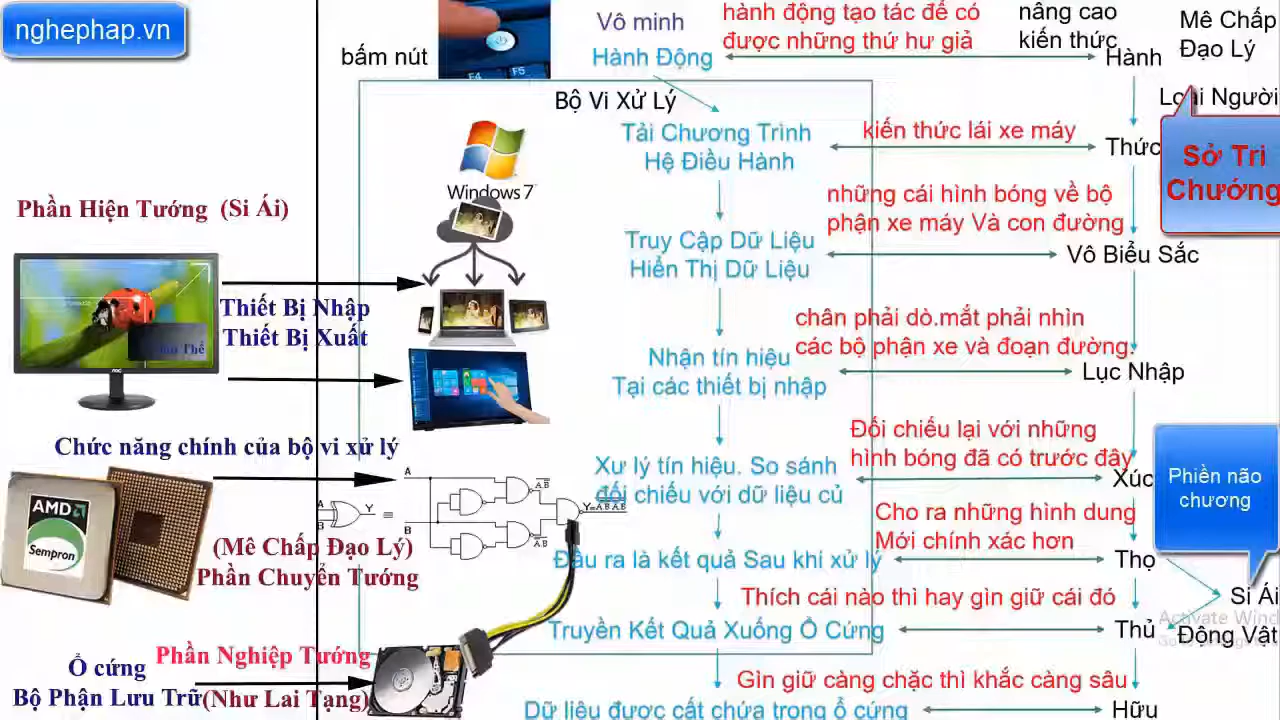 nghephap.vn
bấm nút
F4 F5
Vô minh
Hành Động
hành động tạo tác để có
được những thứ hư giả
nâng cao
kiến thức
Hành
Mê Chấp
Đạo Lý
Loài Người
Bộ Vi Xử Lý
Windows 7
Tải Chương Trình
Hệ Điều Hành
kiến thức lái xe máy
Thức
Sở Tri
Chướng
Phần Hiện Tướng (Si Ái)
những cái hình bóng về bộ
phận xe máy Và con đường
Truy Cập Dữ Liệu
Hiển Thị Dữ Liệu
Vô Biểu Sắc
Thiết Bị Nhập
Thiết Bị Xuất
AOC
chân phải dò.mắt phải nhìn
các bộ phận xe và đoạn đường.
Nhận tín hiệu
Tại các thiết bị nhập
Lục Nhập
Chức năng chính của bộ vi xử lý
Đối chiếu lại với những
hình bóng đã có trước đây
Xư lý tín hiệu. So sánh
đối chiếu với dữ liệu củ
Xúc
Phiền não
chương
AMD
Sempron
A
B
Y
≡
A
B
Cho ra những hình dung
Mới chính xác hơn
(Mê Chấp Đạo Lý)
Phần Chuyển Tướng
Đầu ra là kết quả Sau khi xử lý
Thọ
Thích cái nào thì hay gìn giữ cái đó
Si Ái
Activate Wind
Truyền Kết Quả Xuống Ổ Cứng
Thủ
Động Vật
Ổ cứng
Phần Nghiệp Tướng
Bộ Phận Lưu Trữ(Như Lai Tạng)
Gìn giữ càng chặc thì khắc càng sâu
Dữ liệu được cất chứa trong ổ cứng
Hữu